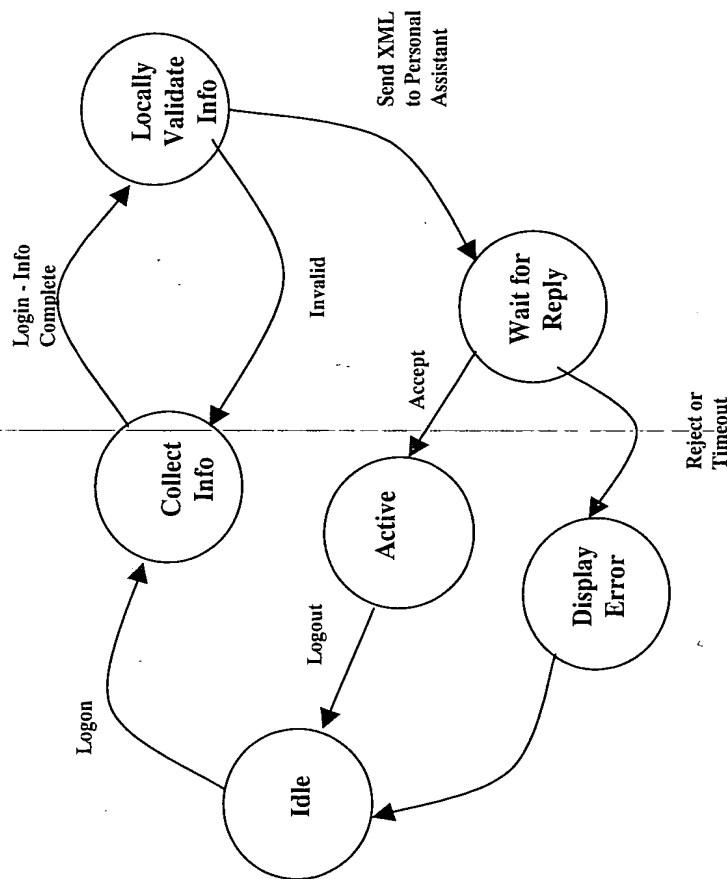 Logon
Login - Info
Complete
Collect
Info
Locally
Validate
Info
Invalid
Idle
Logout
Active
Accept
Send XML
to Personal
Assistant
Wait for
Reply
Display
Error
Reject or
Timeout